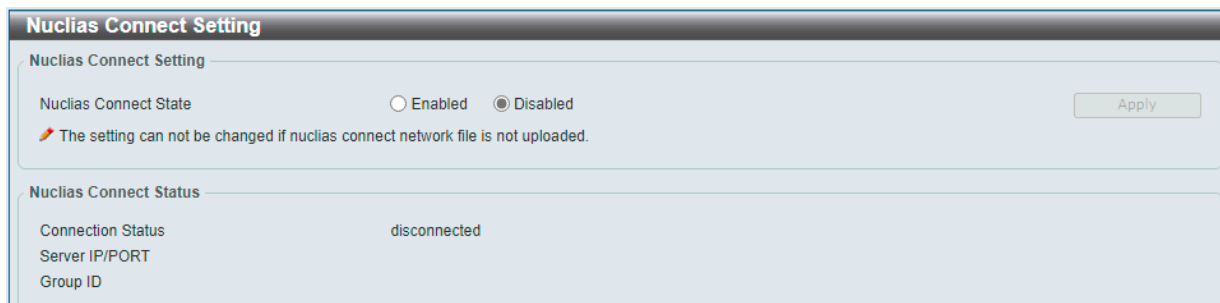 Nuclias Connect Setting
Nuclias Connect Setting
Nuclias Connect State Enabled Disabled Apply
The setting can not be changed if nuclias connect network file is not uploaded.
Nuclias Connect Status
Connection Status disconnected
Server IP/PORT
Group ID